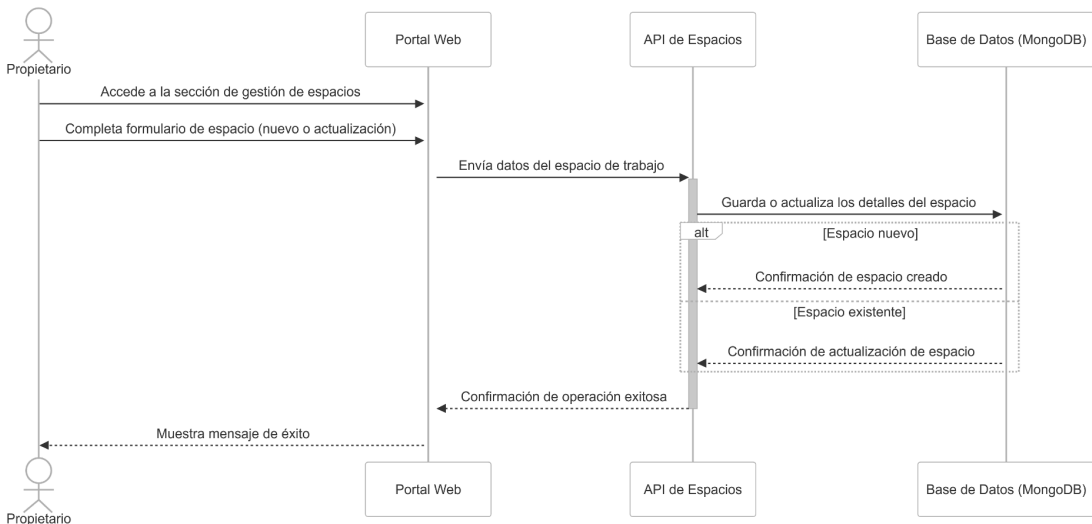 Propietario
Portal Web
API de Espacios
Base de Datos (MongoDB)
Accede a la sección de gestión de espacios
Completa formulario de espacio (nuevo o actualización)
Envía datos del espacio de trabajo
Guarda o actualiza los detalles del espacio
alt
[Espacio nuevo]
Confirmación de espacio creado
[Espacio existente]
Confirmación de actualización de espacio
Confirmación de operación exitosa
Muestra mensaje de éxito
Propietario
Portal Web
API de Espacios
Base de Datos (MongoDB)